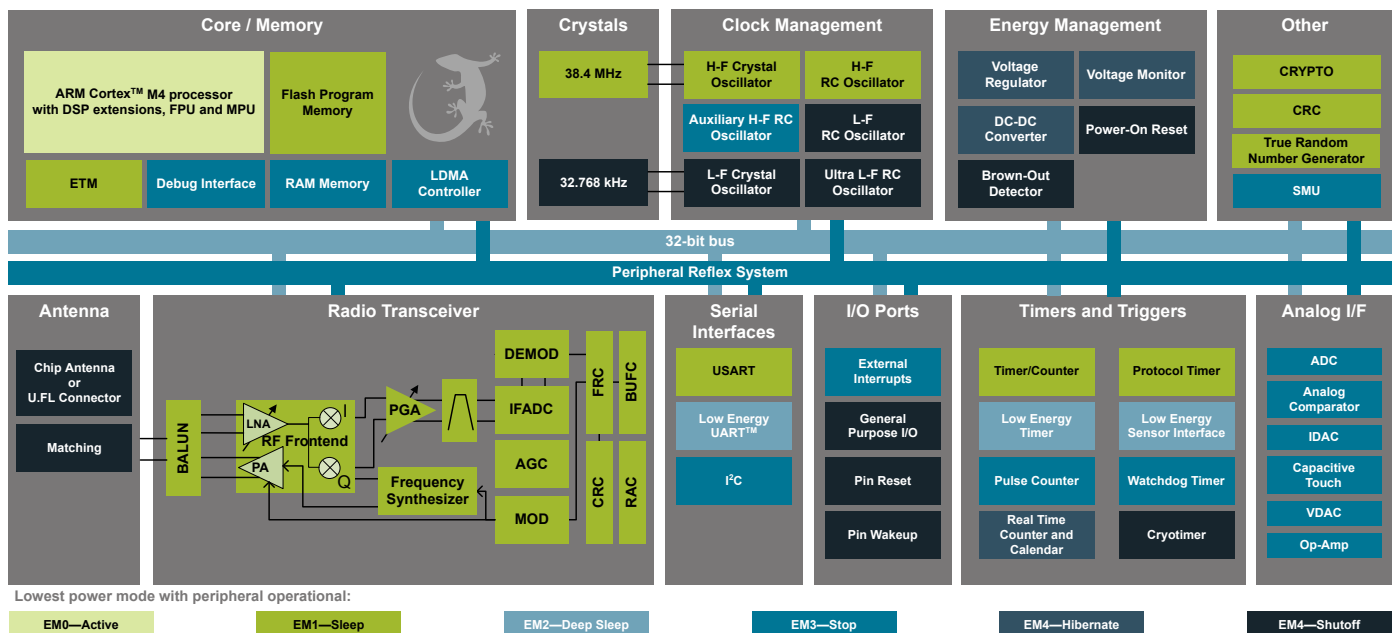 Core / Memory
ARM Cortex™ M4 processor
with DSP extensions, FPU and MPU
Flash Program
Memory
ETM
Debug Interface
RAM Memory
LDMA
Controller
Crystals
38.4 MHz
32.768 kHz
Clock Management
H-F Crystal
Oscillator
H-F
RC Oscillator
Auxiliary H-F RC
Oscillator
L-F
RC Oscillator
L-F Crystal
Oscillator
Ultra L-F RC
Oscillator
Energy Management
Voltage
Regulator
Voltage Monitor
DC-DC
Converter
Power-On Reset
Brown-Out
Detector
Other
CRYPTO
CRC
True Random
Number Generator
SMU
32-bit bus
Peripheral Reflex System
Antenna
Chip Antenna
or
U.FL Connector
Matching
Radio Transceiver
BALUN
LNA
RF Frontend
PA
I
Q
PGA
Frequency
Synthesizer
DEMOD
IFADC
AGC
MOD
FRC
BUFC
CRC
RAC
Serial
Interfaces
USART
Low Energy
UART™
I²C
I/O Ports
External
Interrupts
General
Purpose I/O
Pin Reset
Pin Wakeup
Timers and Triggers
Timer/Counter
Protocol Timer
Low Energy
Timer
Low Energy
Sensor Interface
Pulse Counter
Watchdog Timer
Real Time
Counter and
Calendar
Cryotimer
Analog I/F
ADC
Analog
Comparator
IDAC
Capacitive
Touch
VDAC
Op-Amp
Lowest power mode with peripheral operational:
EM0—Active
EM1—Sleep
EM2—Deep Sleep
EM3—Stop
EM4—Hibernate
EM4—Shutoff